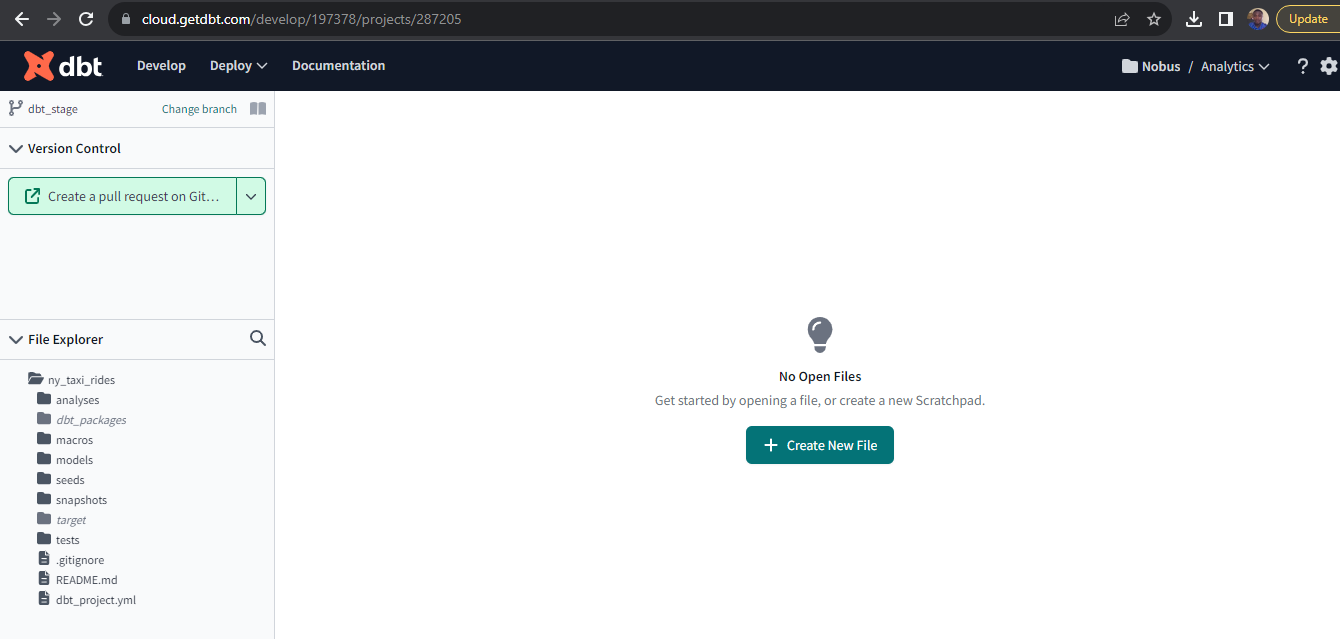 cloud.getdbt.com/develop/197378/projects/287205
Update
dbt
Develop
Deploy
Documentation
Nobus / Analytics
?
dbt_stage
Change branch
Version Control
Create a pull request on Git…
File Explorer
ny_taxi_rides
analyses
dbt_packages
macros
models
seeds
snapshots
target
tests
.gitignore
README.md
dbt_project.yml
No Open Files
Get started by opening a file, or create a new Scratchpad.
+ Create New File